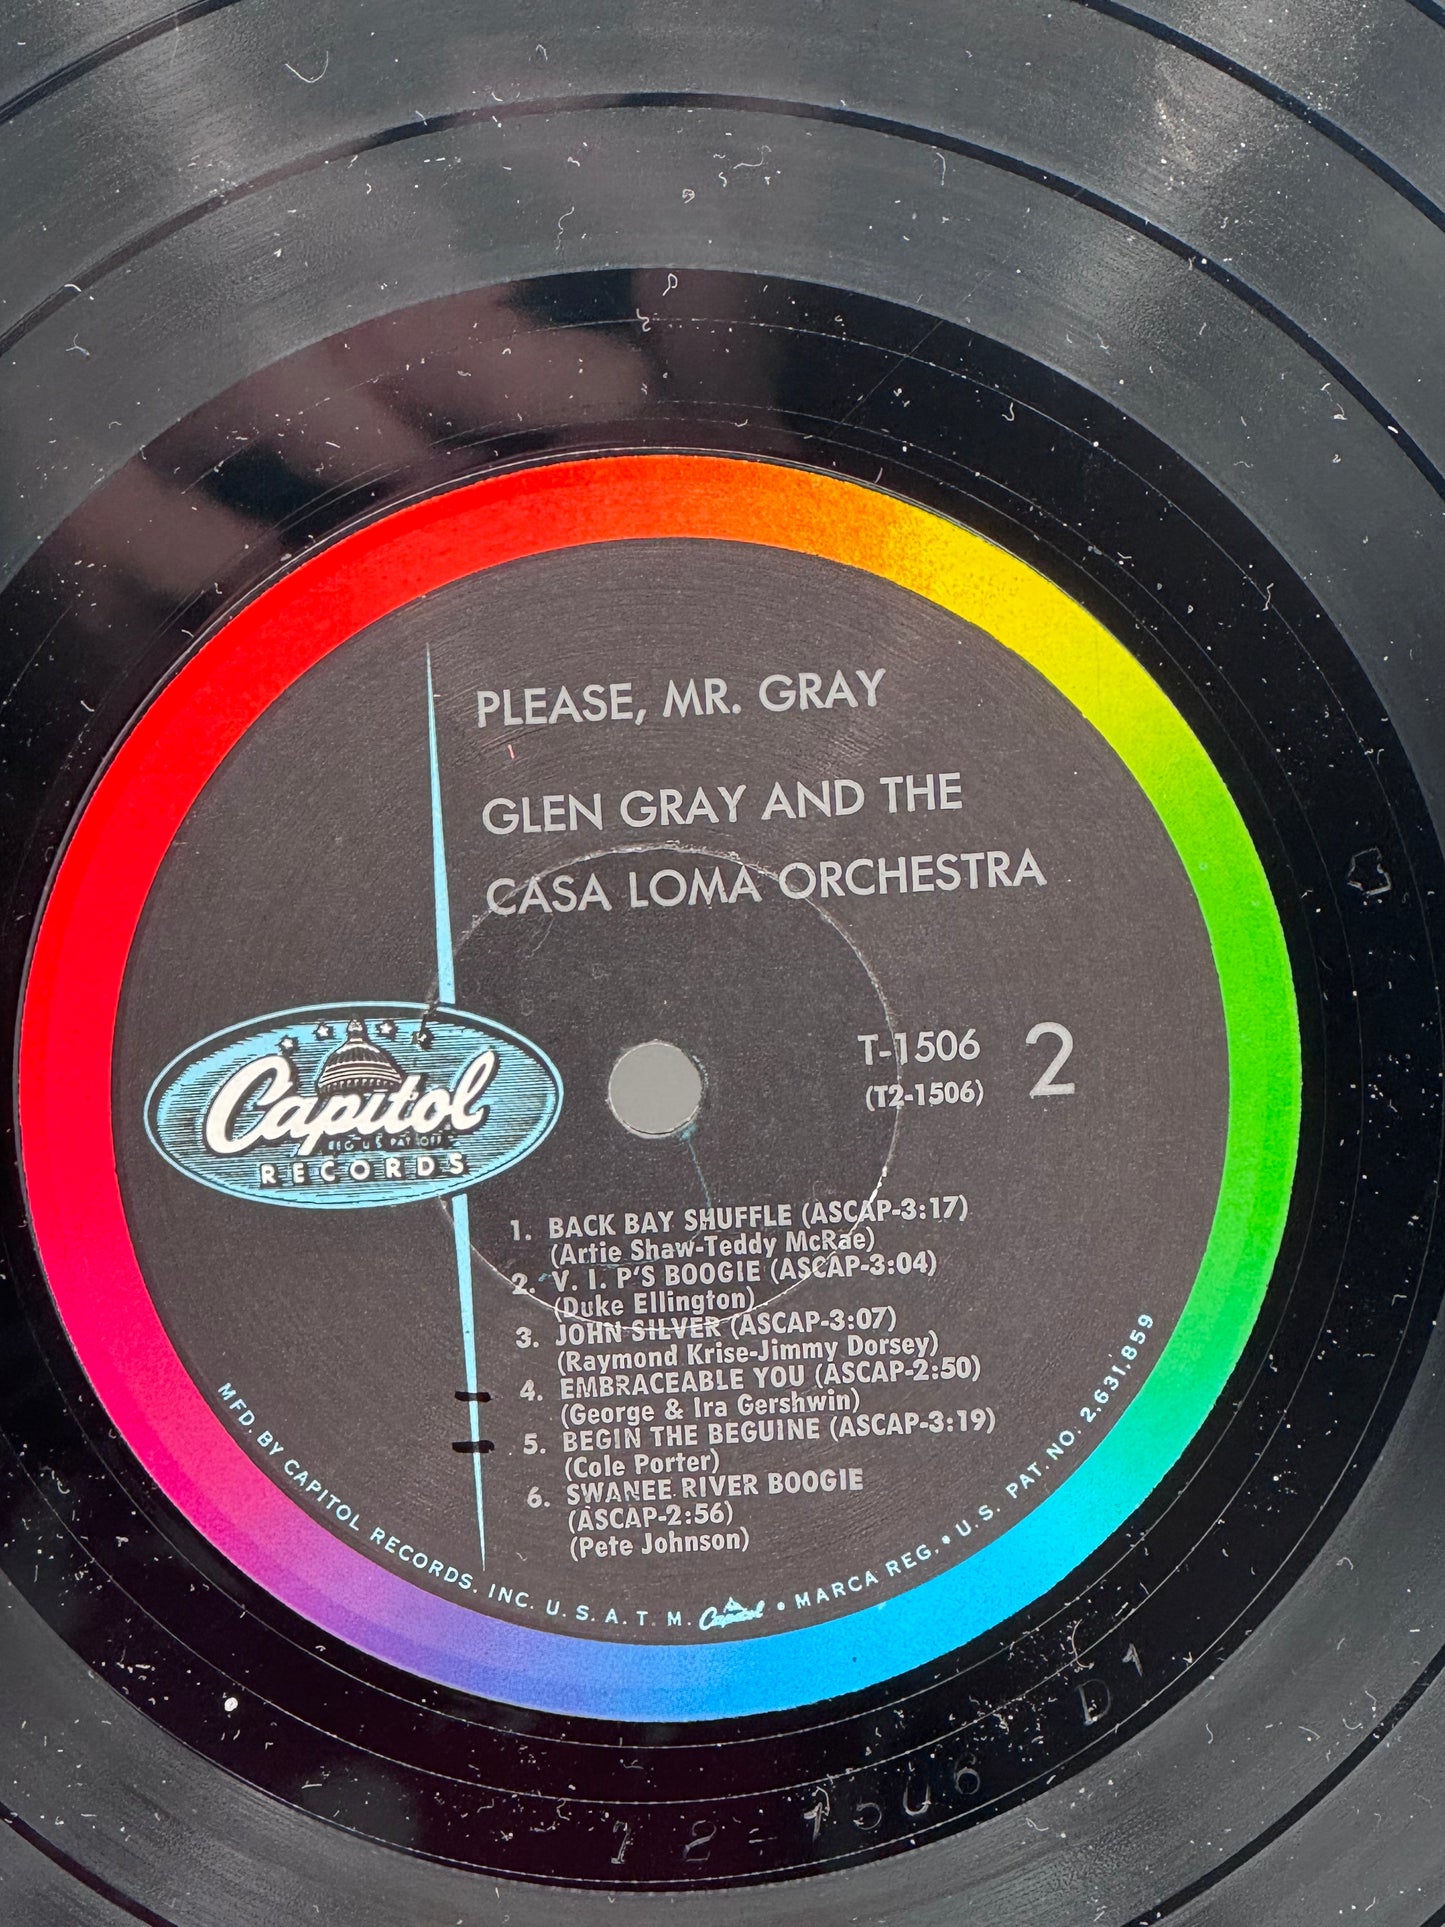 PLEASE, MR. GRAY
GLEN GRAY AND THE
CASA LOMA ORCHESTRA
T-1506 2
(T2-1506)
Capitol
REG. U.S. PAT. OFF.
RECORDS
1. BACK BAY SHUFFLE (ASCAP-3:17)
(Artie Shaw-Teddy McRae)
2. V. I. P'S BOOGIE (ASCAP-3:04)
(Duke Ellington)
3. JOHN SILVER (ASCAP-3:07)
(Raymond Krise-Jimmy Dorsey)
4. EMBRACEABLE YOU (ASCAP-2:50)
(George & Ira Gershwin)
5. BEGIN THE BEGUINE (ASCAP-3:19)
(Cole Porter)
6. SWANEE RIVER BOOGIE
(ASCAP-2:56)
(Pete Johnson)
MFD. BY CAPITOL RECORDS, INC. U.S.A. T.M. Capitol • MARCA REG. • U.S. PAT. NO. 2,631,859
T2-1506 D1